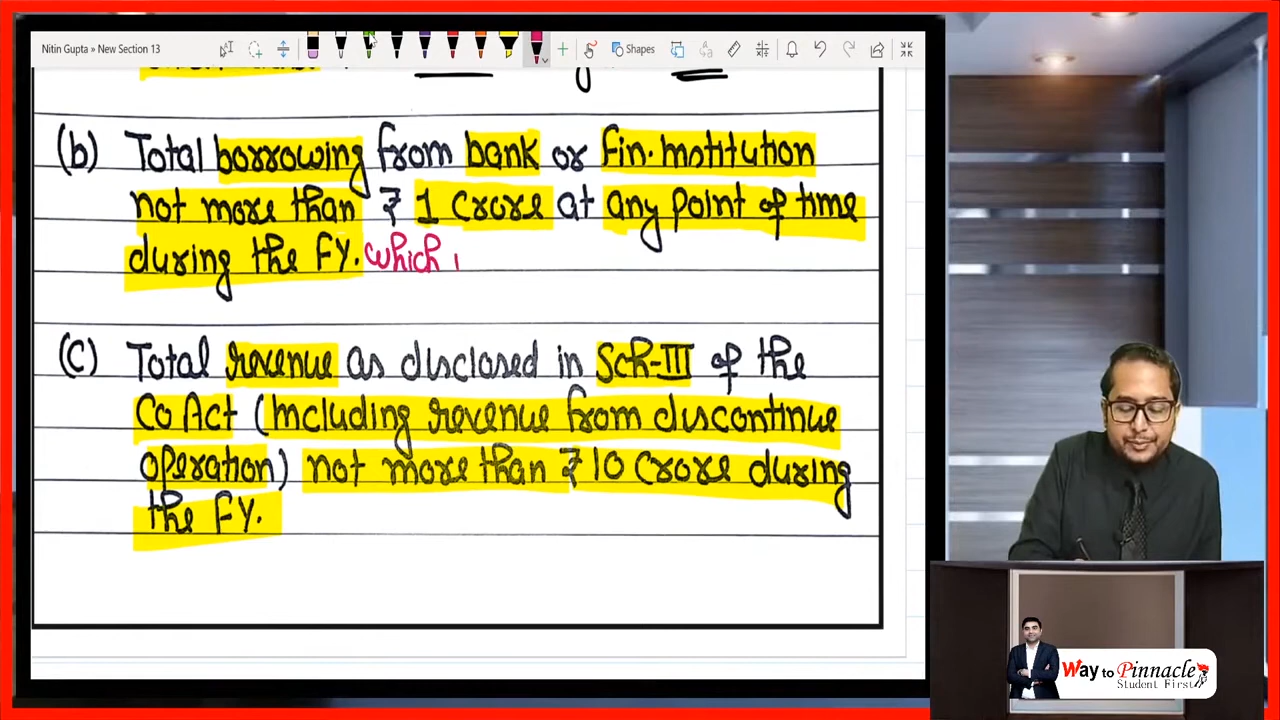 Nitin Gupta » New Section 13
Shapes
(b) Total borrowing from bank or Fin. Institution
not more than ₹ 1 Crore at any point of time
during the FY. which
(C) Total revenue as disclosed in Sch-III of the
Co Act (Including revenue from discontinue
operation) not more than ₹ 10 Crore during
the FY.
Way to Pinnacle
Student First